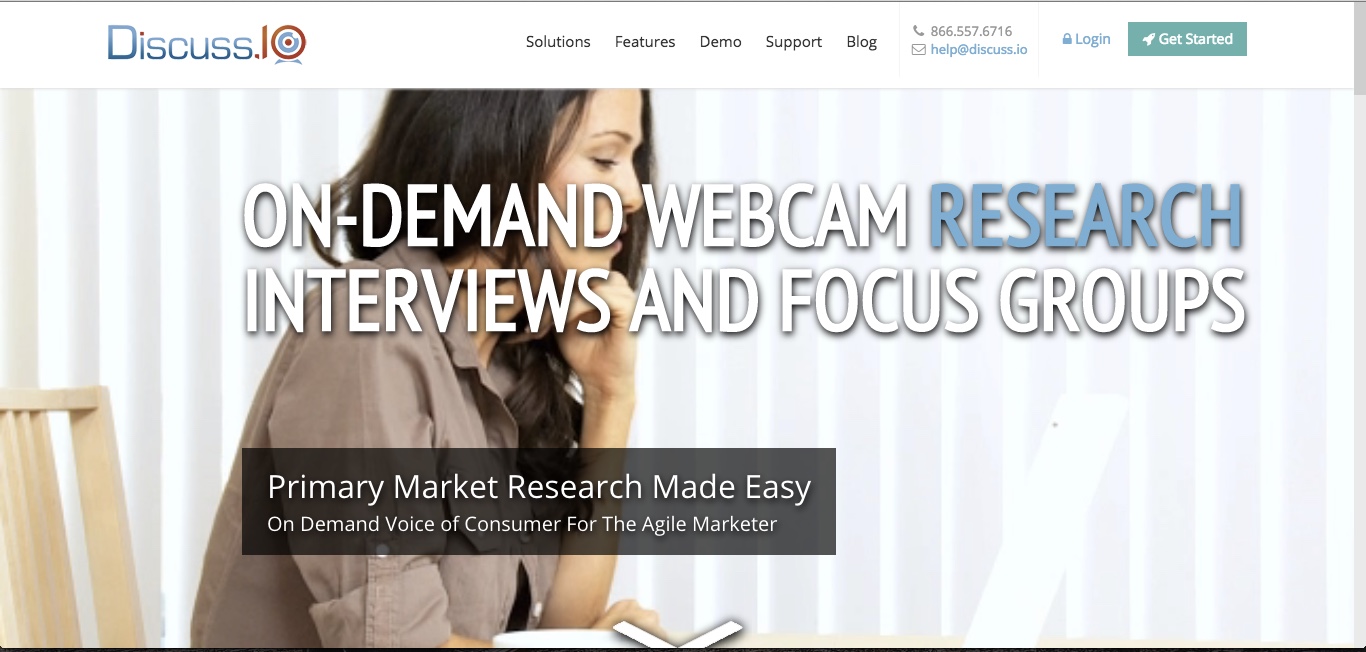 Discuss.IO
Solutions Features Demo Support Blog
866.557.6716
help@discuss.io
Login
Get Started
ON-DEMAND WEBCAM RESEARCH
INTERVIEWS AND FOCUS GROUPS
Primary Market Research Made Easy
On Demand Voice of Consumer For The Agile Marketer